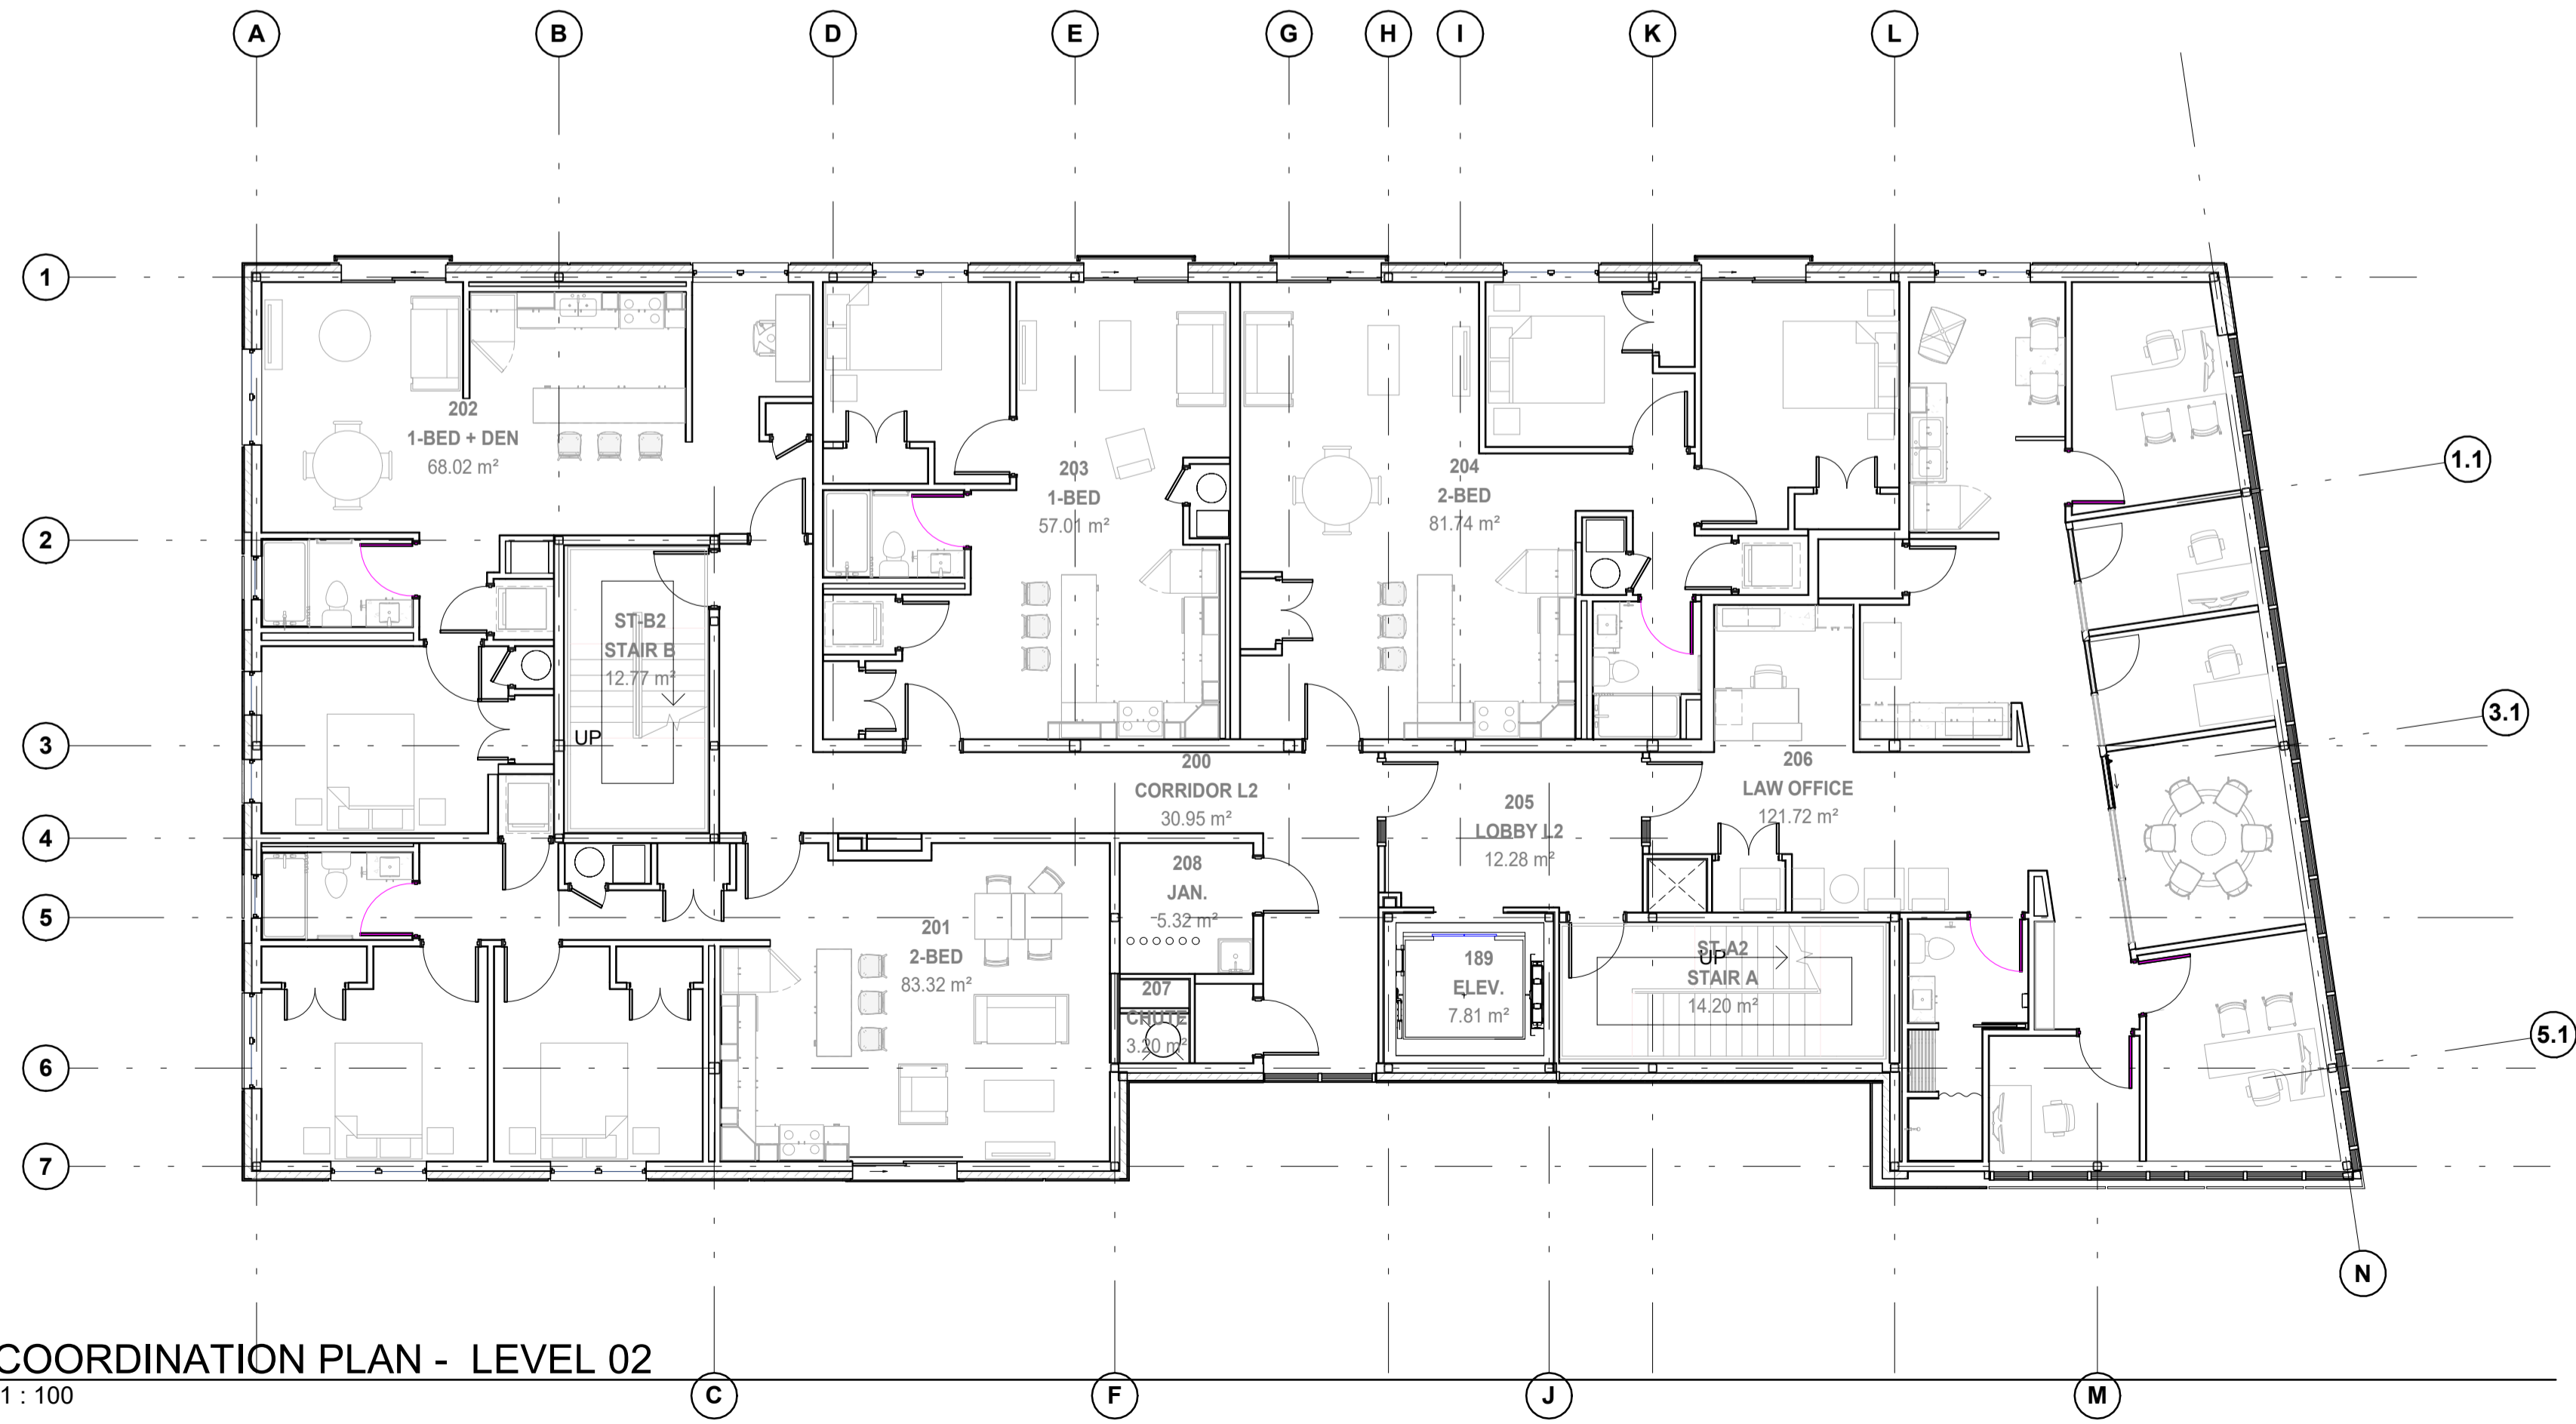 A
B
D
E
G
H
I
K
L
1
202
1-BED + DEN
68.02 m²
203
1-BED
57.01 m²
204
2-BED
81.74 m²
1.1
2
ST-B2
STAIR B
12.77 m²
UP
3
3.1
200
CORRIDOR L2
30.95 m²
205
LOBBY L2
12.28 m²
206
LAW OFFICE
121.72 m²
4
208
JAN.
5.32 m²
5
201
2-BED
83.32 m²
207
CHUTE
3.20 m²
189
ELEV.
7.81 m²
ST-A2
UP
STAIR A
14.20 m²
5.1
6
7
N
COORDINATION PLAN - LEVEL 02
1 : 100
C
F
J
M